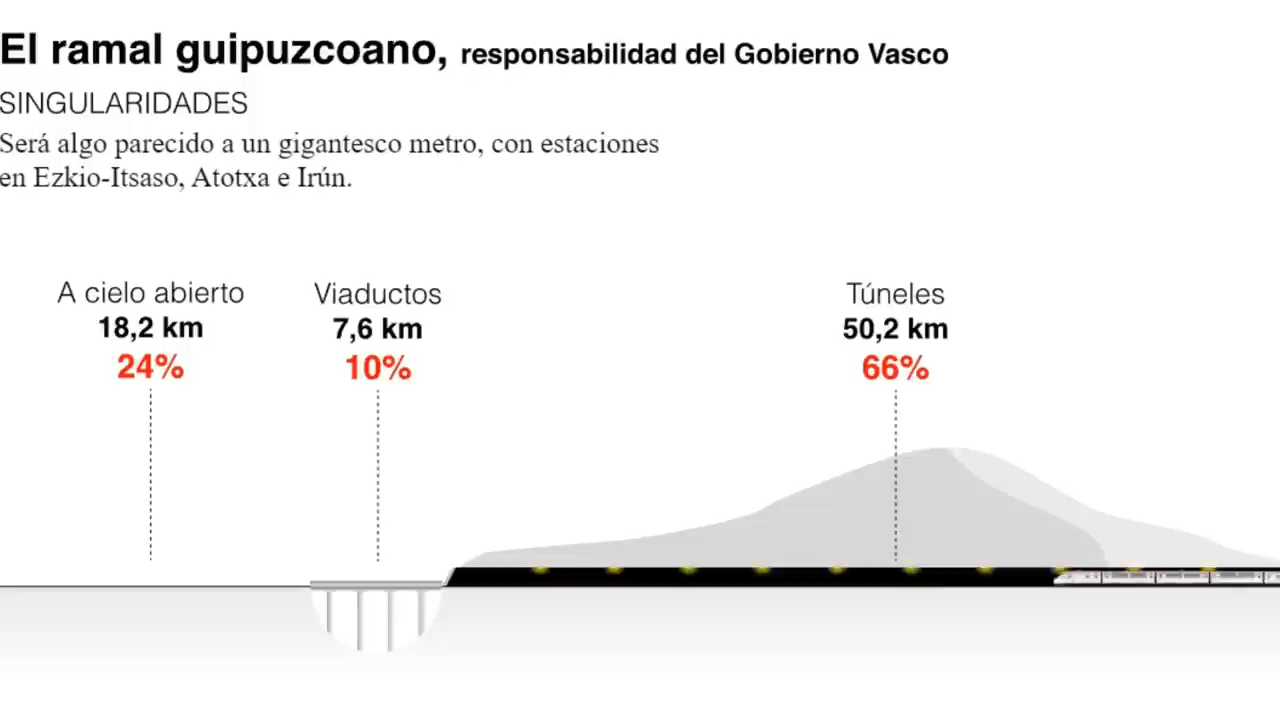 El ramal guipuzcoano, responsabilidad del Gobierno Vasco
SINGULARIDADES
Será algo parecido a un gigantesco metro, con estaciones
en Ezkio-Itsaso, Atotxa e Irún.
A cielo abierto
18,2 km
24%
Viaductos
7,6 km
10%
Túneles
50,2 km
66%